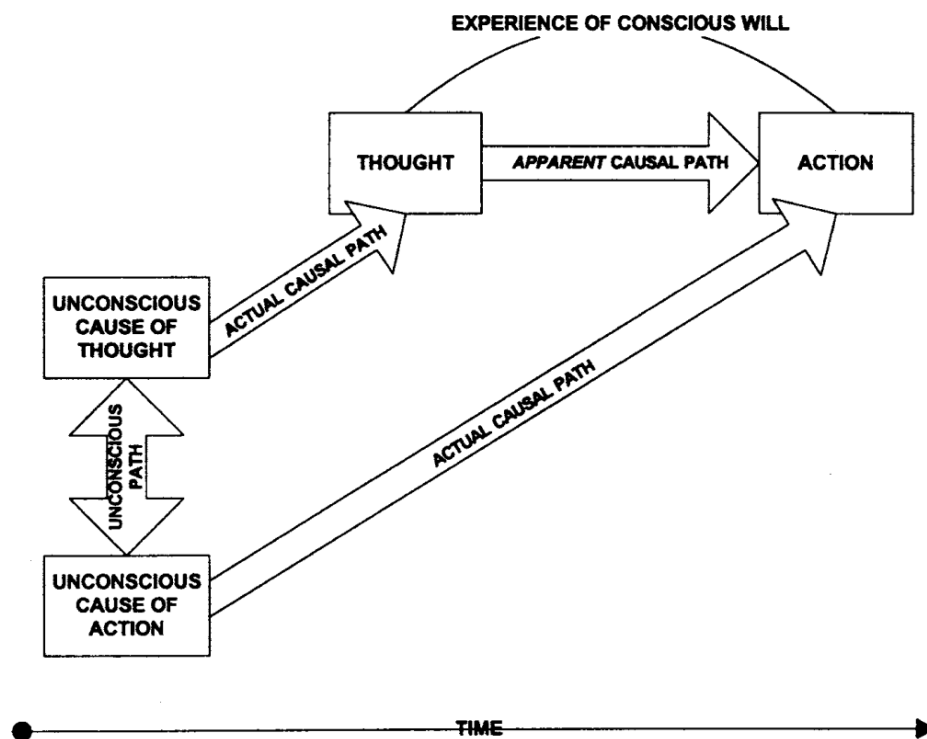 EXPERIENCE OF CONSCIOUS WILL
THOUGHT
APPARENT CAUSAL PATH
ACTION
ACTUAL CAUSAL PATH
UNCONSCIOUS
CAUSE OF
THOUGHT
UNCONSCIOUS
PATH
ACTUAL CAUSAL PATH
UNCONSCIOUS
CAUSE OF
ACTION
TIME